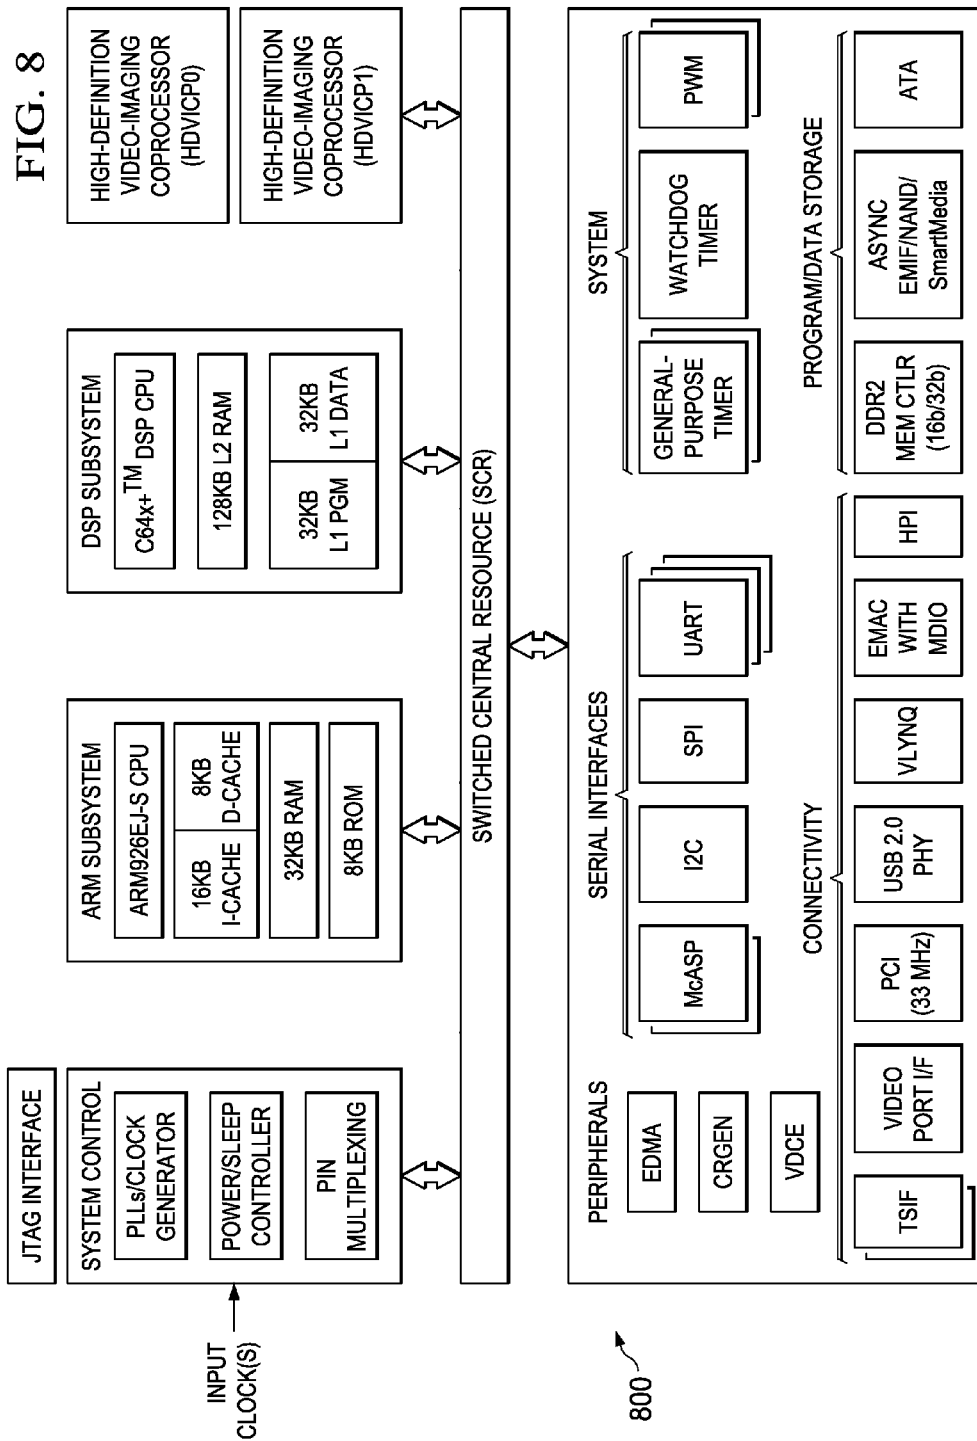 FIG. 8
JTAG INTERFACE
SYSTEM CONTROL
PLLs/CLOCK
GENERATOR
POWER/SLEEP
CONTROLLER
PIN
MULTIPLEXING
INPUT
CLOCK(S)
ARM SUBSYSTEM
ARM926EJ-S CPU
16KB
I-CACHE
8KB
D-CACHE
32KB RAM
8KB ROM
DSP SUBSYSTEM
C64x+TM DSP CPU
128KB L2 RAM
32KB
L1 PGM
32KB
L1 DATA
HIGH-DEFINITION
VIDEO-IMAGING
COPROCESSOR
(HDVICP0)
HIGH-DEFINITION
VIDEO-IMAGING
COPROCESSOR
(HDVICP1)
SWITCHED CENTRAL RESOURCE (SCR)
800
PERIPHERALS
EDMA
CRGEN
VDCE
SERIAL INTERFACES
McASP
I2C
SPI
UART
SYSTEM
GENERAL-
PURPOSE
TIMER
WATCHDOG
TIMER
PWM
CONNECTIVITY
TSIF
VIDEO
PORT I/F
PCI
(33 MHz)
USB 2.0
PHY
VLYNQ
EMAC
WITH
MDIO
HPI
PROGRAM/DATA STORAGE
DDR2
MEM CTLR
(16b/32b)
ASYNC
EMIF/NAND/
SmartMedia
ATA